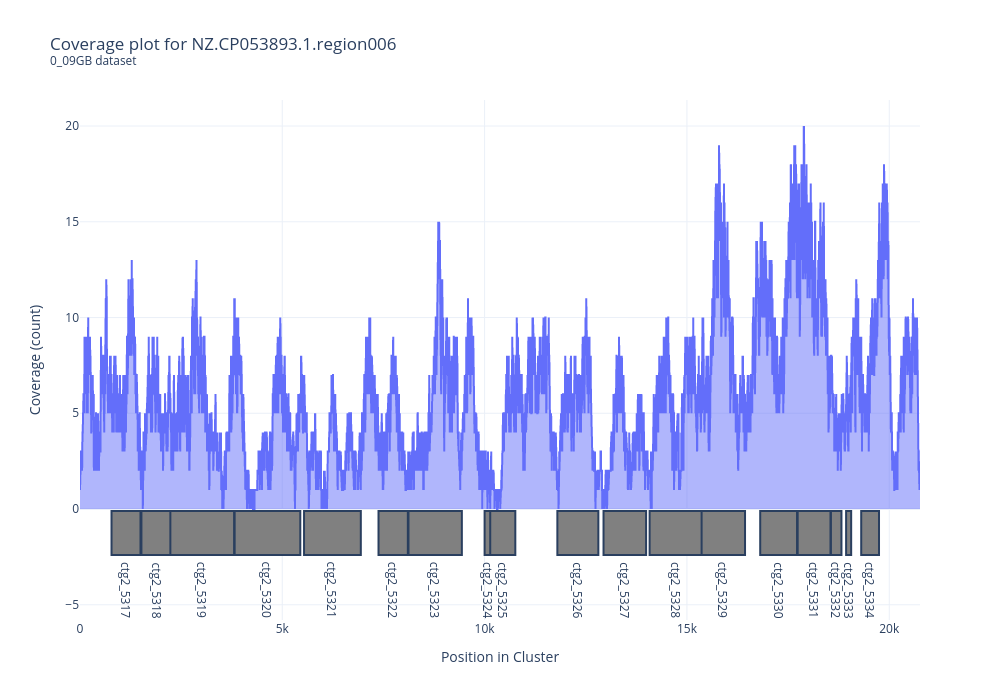 Coverage plot for NZ.CP053893.1.region006
0_09GB dataset
Coverage (count)
20
15
10
5
0
−5
ctg2_5317
ctg2_5318
ctg2_5319
ctg2_5320
ctg2_5321
ctg2_5322
ctg2_5323
ctg2_5324
ctg2_5325
ctg2_5326
ctg2_5327
ctg2_5328
ctg2_5329
ctg2_5330
ctg2_5331
ctg2_5332
ctg2_5333
ctg2_5334
0
5k
10k
15k
20k
Position in Cluster